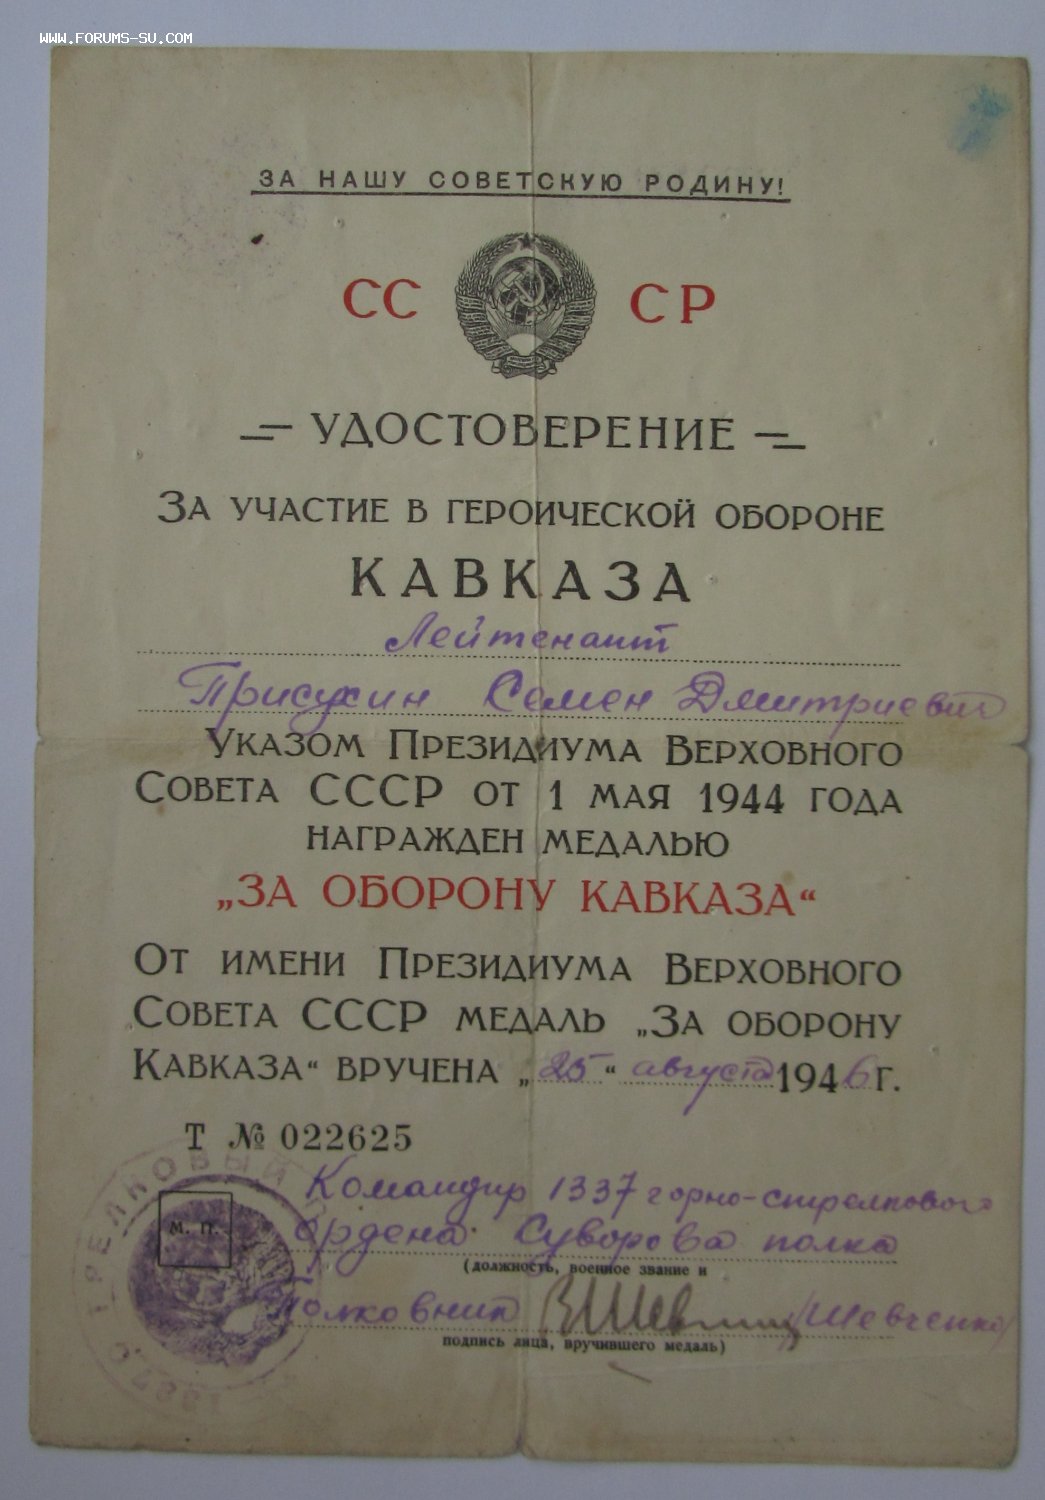 WWW.FORUMS-SU.COM
ЗА НАШУ СОВЕТСКУЮ РОДИНУ!
СС СР
УДОСТОВЕРЕНИЕ
ЗА УЧАСТИЕ В ГЕРОИЧЕСКОЙ ОБОРОНЕ
КАВКАЗА
Лейтенант
Присухин Семен Дмитриевич
УКАЗОМ ПРЕЗИДИУМА ВЕРХОВНОГО
СОВЕТА СССР ОТ 1 МАЯ 1944 ГОДА
НАГРАЖДЕН МЕДАЛЬЮ
„ЗА ОБОРОНУ КАВКАЗА“
ОТ ИМЕНИ ПРЕЗИДИУМА ВЕРХОВНОГО
СОВЕТА СССР МЕДАЛЬ „ЗА ОБОРОНУ
КАВКАЗА“ ВРУЧЕНА „25“ августа 1946 Г.
Т № 022625
Командир 1337 горно-стрелкового
ордена Суворова полка
(должность, военное звание и
Полковник /Шевченко/
подпись лица, вручившего медаль)
М. П.
СТРЕЛКОВЫЙ